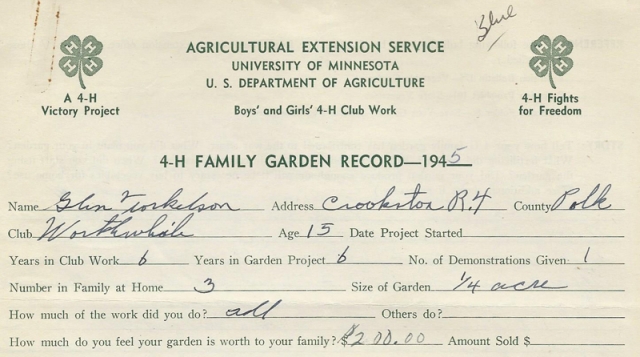 Blue
AGRICULTURAL EXTENSION SERVICE
UNIVERSITY OF MINNESOTA
U. S. DEPARTMENT OF AGRICULTURE
Boys' and Girls' 4-H Club Work
H H H H
A 4-H
Victory Project
H H H H
4-H Fights
for Freedom
4-H FAMILY GARDEN RECORD—1945
Name Glen Torkelson Address Crookston R.4 County Polk
Club Worthwhile Age 15 Date Project Started
Years in Club Work 6 Years in Garden Project 6 No. of Demonstrations Given 1
Number in Family at Home 3 Size of Garden 1/4 acre
How much of the work did you do? all Others do?
How much do you feel your garden is worth to your family? $200.00 Amount Sold $